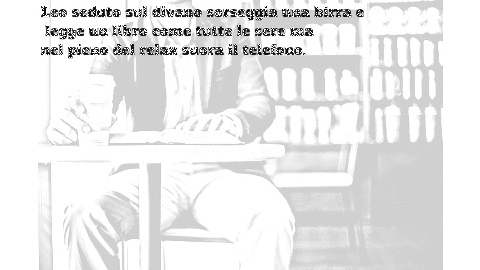 Leo seduto sul divano sorseggia una birra e
legge un libro come tutte le sere ma
nel pieno del relax suona il telefono.